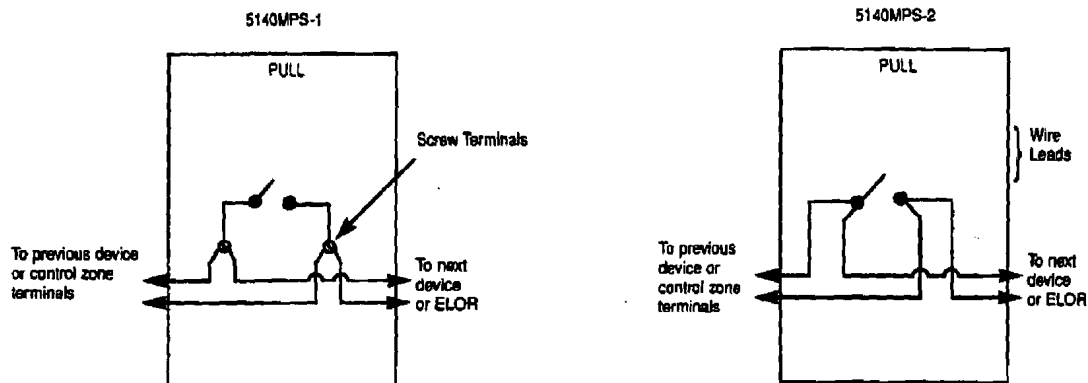 5140MPS-1
PULL
Screw Terminals
To previous device
or control zone
terminals
To next
device
or ELOR
5140MPS-2
PULL
Wire
Leads
To previous
device or
control zone
terminals
To next
device
or ELOR